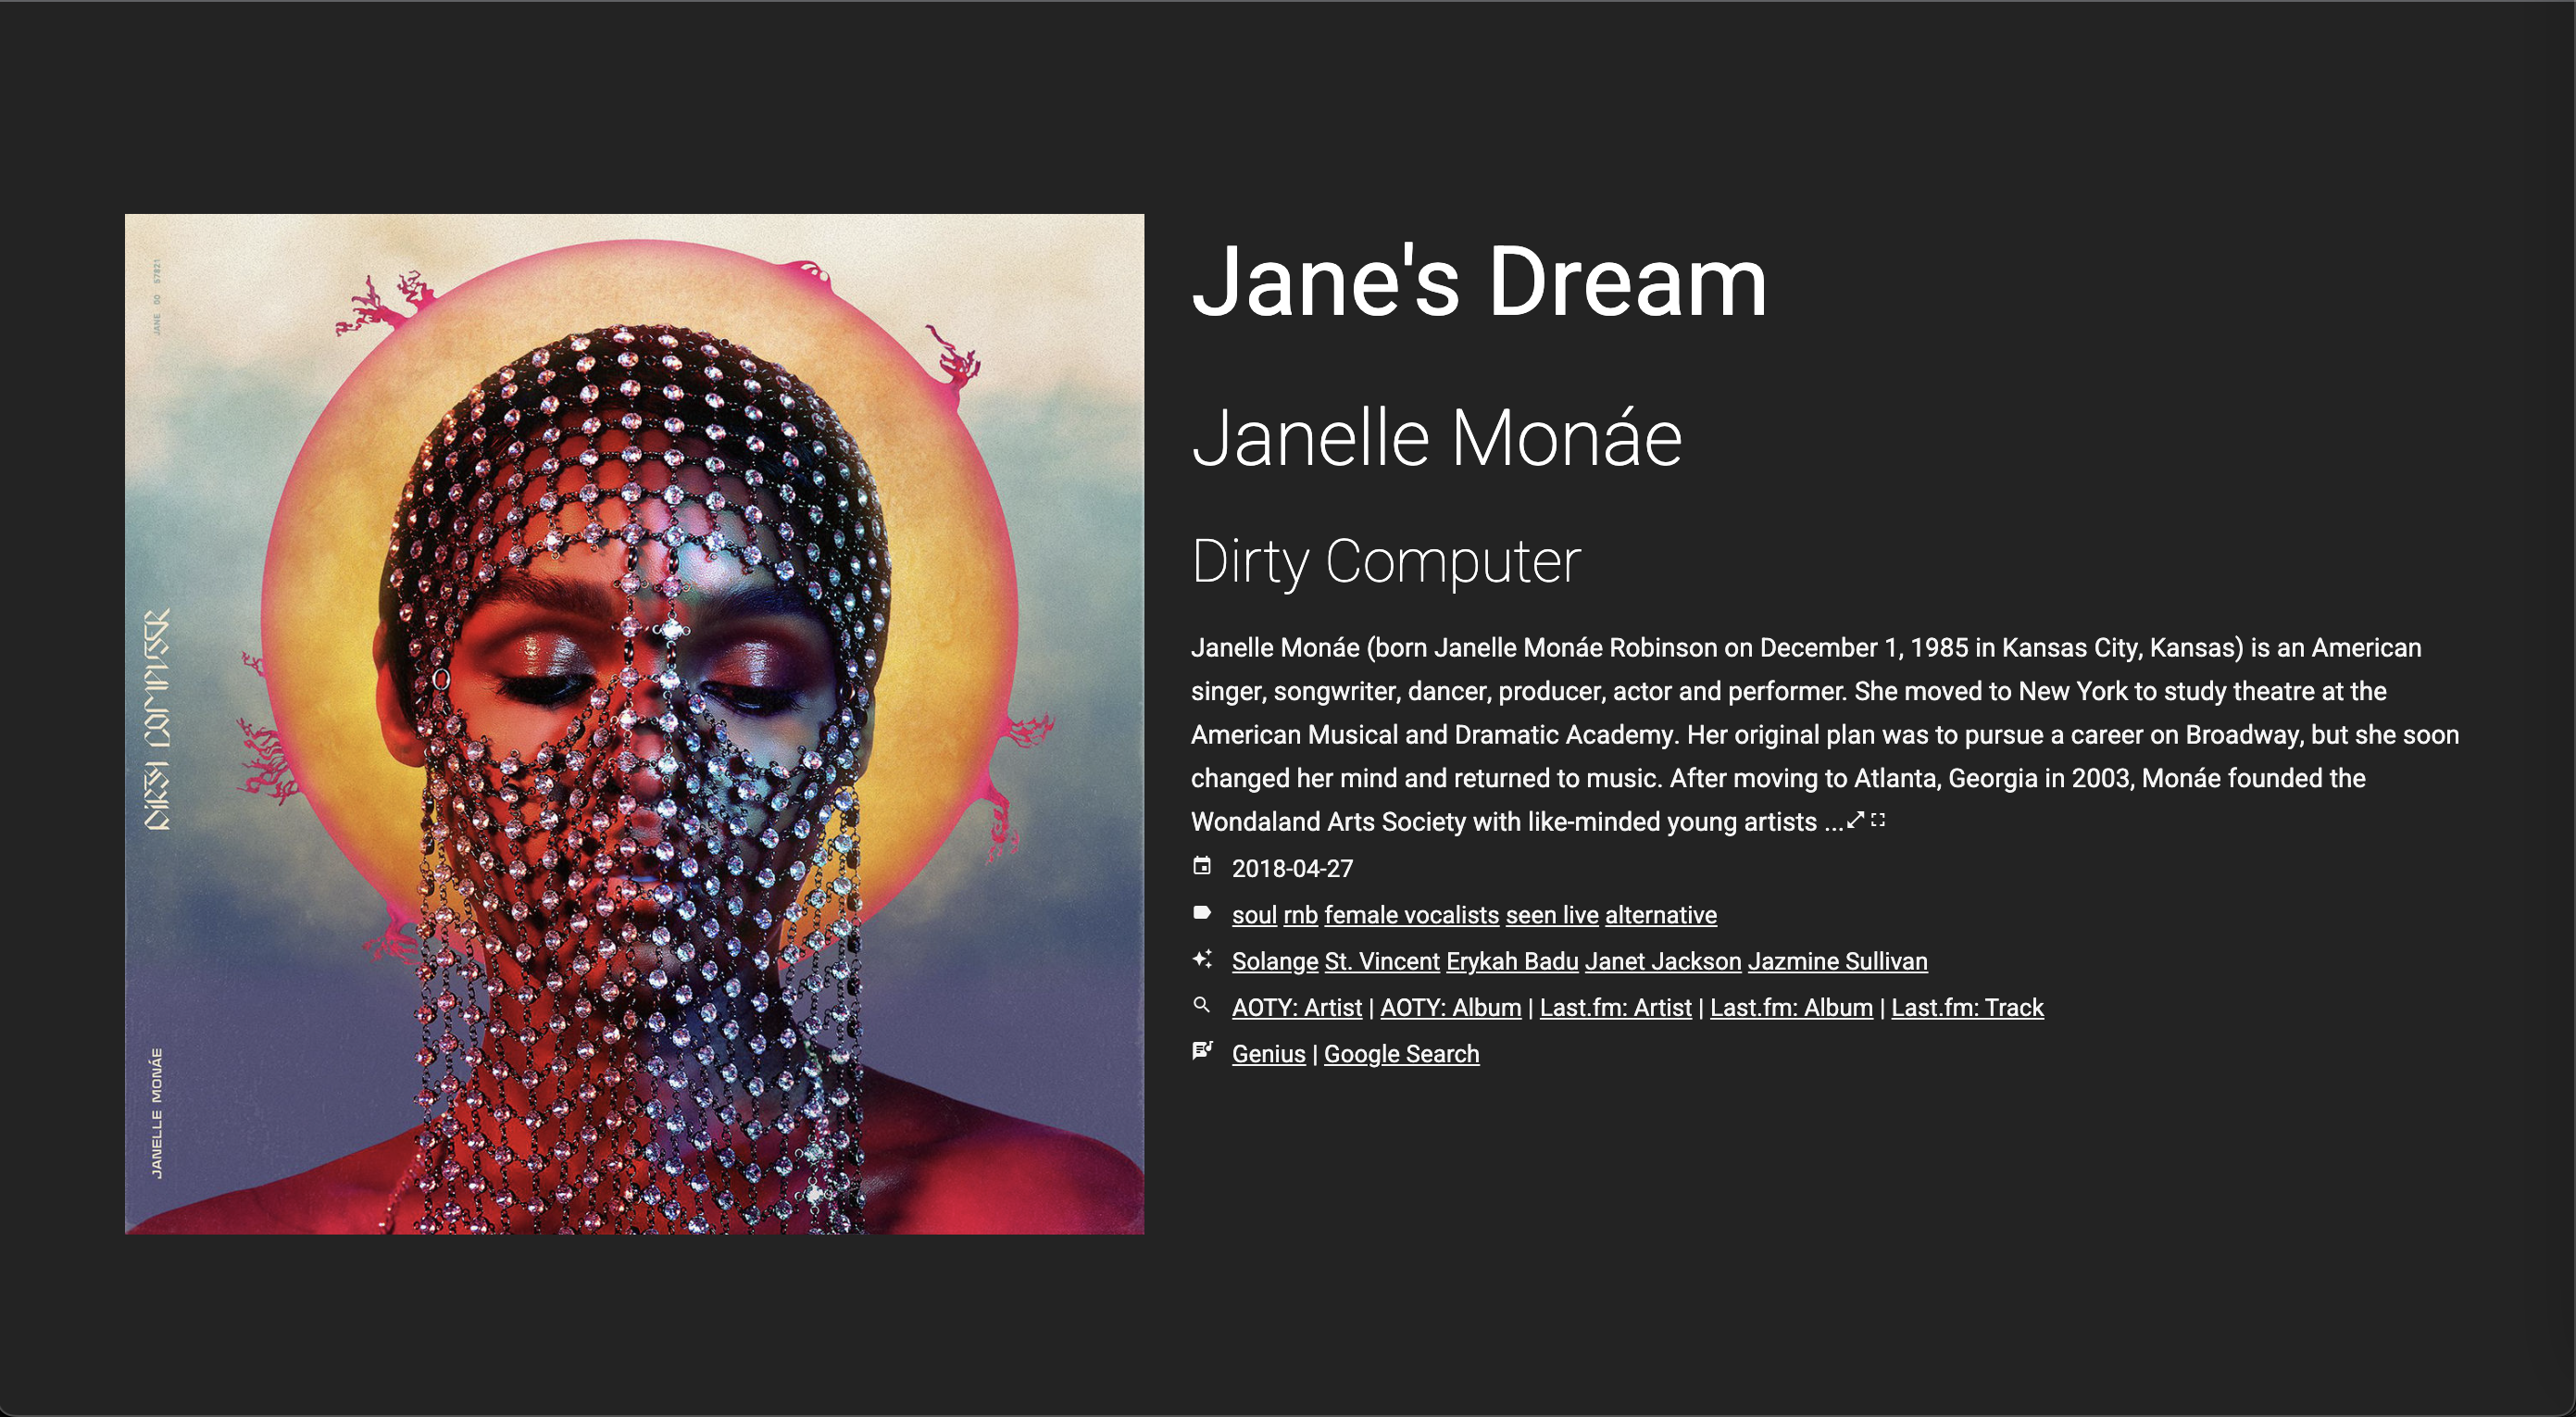 JANE 00 57821
DIRTY COMPUTER
JANELLE MONÁE
Jane's Dream
Janelle Monáe
Dirty Computer
Janelle Monáe (born Janelle Monáe Robinson on December 1, 1985 in Kansas City, Kansas) is an American
singer, songwriter, dancer, producer, actor and performer. She moved to New York to study theatre at the
American Musical and Dramatic Academy. Her original plan was to pursue a career on Broadway, but she soon
changed her mind and returned to music. After moving to Atlanta, Georgia in 2003, Monáe founded the
Wondaland Arts Society with like-minded young artists ...
2018-04-27
soul rnb female vocalists seen live alternative
Solange St. Vincent Erykah Badu Janet Jackson Jazmine Sullivan
AOTY: Artist | AOTY: Album | Last.fm: Artist | Last.fm: Album | Last.fm: Track
Genius | Google Search